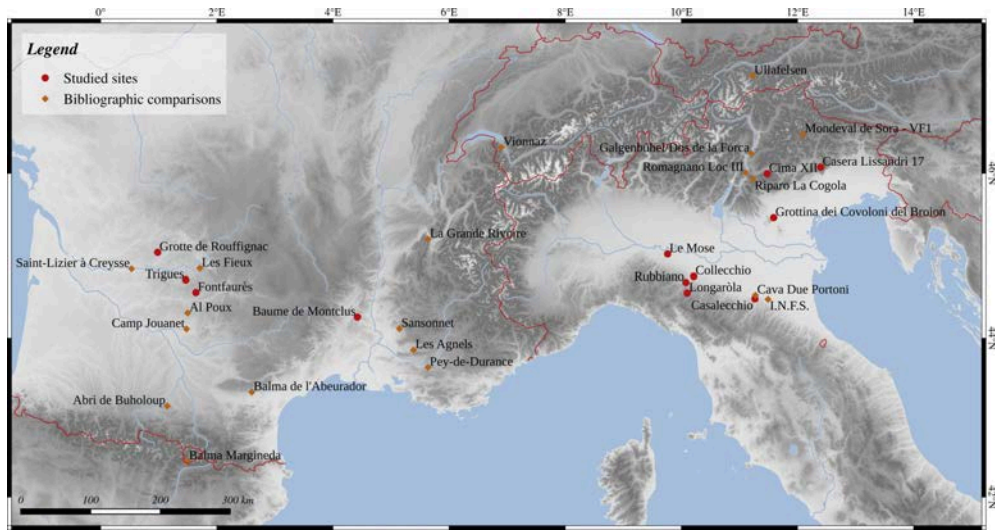 0°
2°E
4°E
6°E
8°E
10°E
12°E
14°E
Legend
Studied sites
Bibliographic comparisons
Ullafelsen
Mondeval de Sora - VF1
Vionnaz
Galgenbühel Dos de la Forca
Romagnano Loc III
Cima XII
Casera Lissandri 17
46°N
Riparo La Cogola
Grottina dei Covoloni del Broion
La Grande Rivoire
Grotte de Rouffignac
Le Mose
Saint-Lizier à Creysse
Les Fieux
Trigues
Fontfaurès
Rubbiano
Collecchio
Longaròla
Cava Due Portoni
Casalecchio
I.N.F.S.
Al Poux
Baume de Montclus
Camp Jouanet
Sansonnet
44°N
Les Agnels
Pey-de-Durance
Balma de l'Abeurador
Abri de Buholoup
Balma Margineda
42°N
0 100 200 300 km